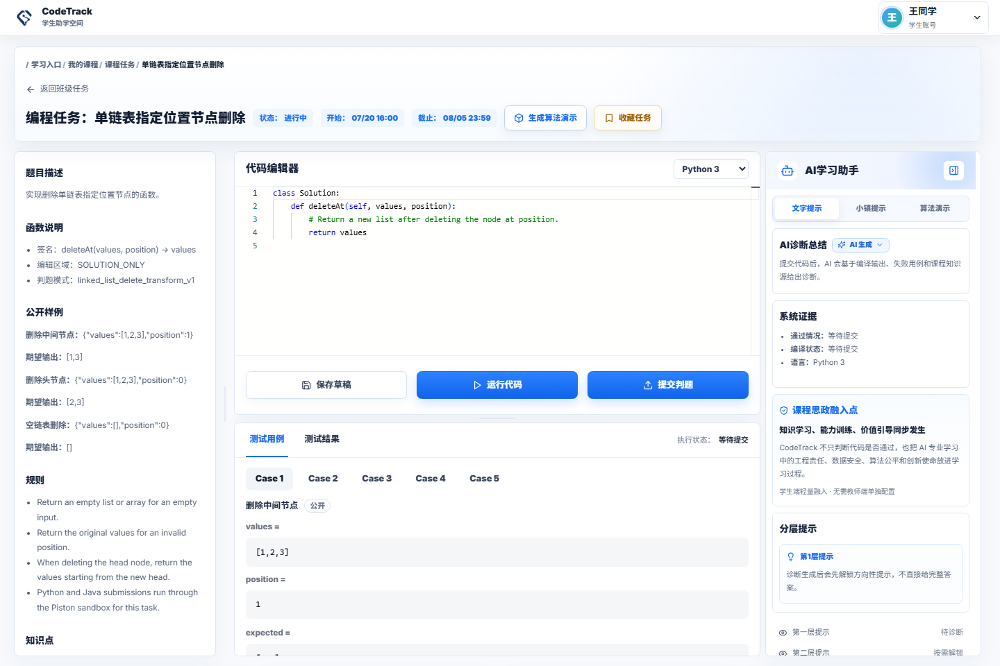 CodeTrack
学生助学空间
王
王同学
学生账号
/ 学习入口 / 我的课程 / 课程任务 / 单链表指定位置节点删除
返回班级任务
编程任务：单链表指定位置节点删除
状态： 进行中
开始： 07/20 16:00
截止： 08/05 23:59
生成算法演示
收藏任务
题目描述
实现删除单链表指定位置节点的函数。
函数说明
签名：deleteAt(values, position) → values
编辑区域：SOLUTION_ONLY
判题模式：linked_list_delete_transform_v1
公开样例
删除中间节点：{"values":[1,2,3],"position":1}
期望输出：[1,3]
删除头节点：{"values":[1,2,3],"position":0}
期望输出：[2,3]
空链表删除：{"values":[],"position":0}
期望输出：[]
规则
Return an empty list or array for an empty
input.
Return the original values for an invalid
position.
When deleting the head node, return the
values starting from the new head.
Python and Java submissions run through
the Piston sandbox for this task.
知识点
代码编辑器
Python 3
1 class Solution:
2 def deleteAt(self, values, position):
3 # Return a new list after deleting the node at position.
4 return values
5
保存草稿
运行代码
提交判题
测试用例
测试结果
执行状态： 等待提交
Case 1
Case 2
Case 3
Case 4
Case 5
删除中间节点
公开
values =
[1,2,3]
position =
1
expected =
AI学习助手
文字提示
小镇提示
算法演示
AI诊断总结
AI 生成
提交代码后，AI 会基于编译输出、失败用例和课程知识
源给出诊断。
系统证据
通过情况：等待提交
编译状态：等待提交
语言：Python 3
课程思政融入点
知识学习、能力训练、价值引导同步发生
CodeTrack 不只判断代码是否通过，也把 AI 专业学习
中的工程责任、数据安全、算法公平和创新使命放进学
习过程。
学生端轻量融入 · 无需教师端单独配置
分层提示
第1层提示
诊断生成后会先解锁方向性提示，不直接给完整答
案。
第一层提示
待诊断
第二层提示
按需解锁